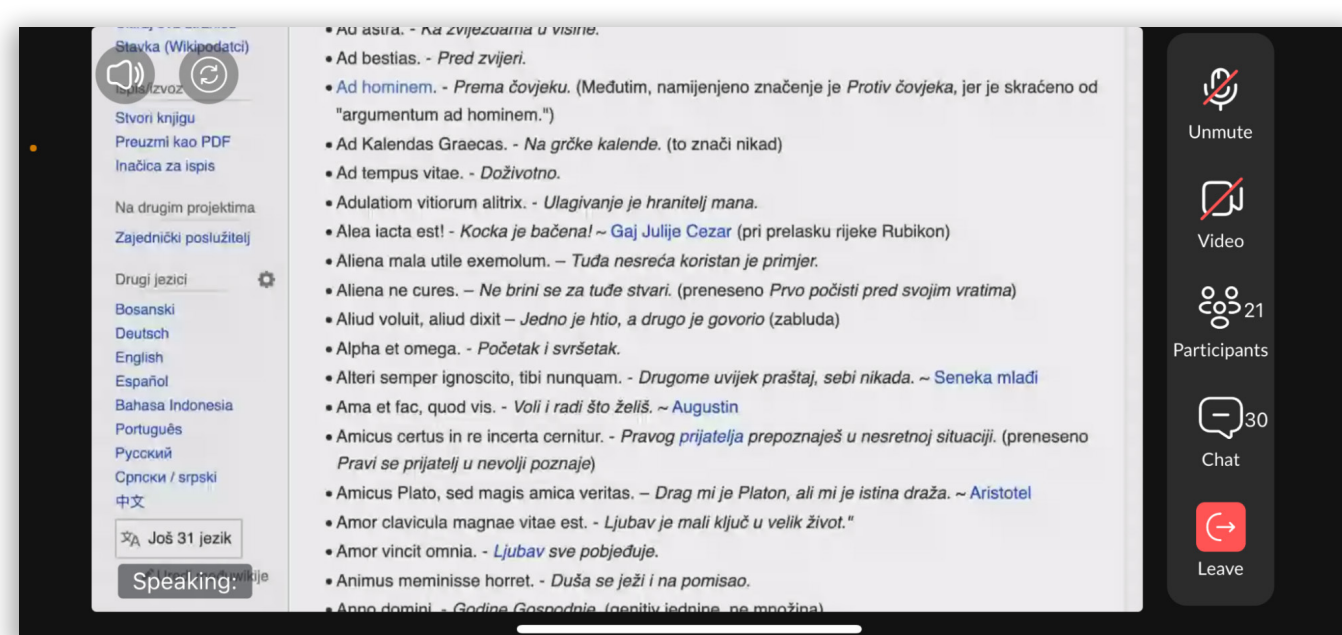 Stavka (Wikipodatci)
Ispis/izvoz
Stvori knjigu
Preuzmi kao PDF
Inačica za ispis
Na drugim projektima
Zajednički poslužitelj
Drugi jezici
Bosanski
Deutsch
English
Español
Bahasa Indonesia
Português
Русский
Српски / srpski
中文
Još 31 jezik
Speaking:
• Ad astra. - Ka zvijezdama u visine.
• Ad bestias. - Pred zvijeri.
• Ad hominem. - Prema čovjeku. (Međutim, namijenjeno značenje je Protiv čovjeka, jer je skraćeno od
"argumentum ad hominem.")
• Ad Kalendas Graecas. - Na grčke kalende. (to znači nikad)
• Ad tempus vitae. - Doživotno.
• Adulatiom vitiorum alitrix. - Ulagivanje je hranitelj mana.
• Alea iacta est! - Kocka je bačena! ~ Gaj Julije Cezar (pri prelasku rijeke Rubikon)
• Aliena mala utile exemolum. – Tuđa nesreća koristan je primjer.
• Aliena ne cures. – Ne brini se za tuđe stvari. (preneseno Prvo počisti pred svojim vratima)
• Aliud voluit, aliud dixit – Jedno je htio, a drugo je govorio (zabluda)
• Alpha et omega. - Početak i svršetak.
• Alteri semper ignoscito, tibi nunquam. - Drugome uvijek praštaj, sebi nikada. ~ Seneka mlađi
• Ama et fac, quod vis. - Voli i radi što želiš. ~ Augustin
• Amicus certus in re incerta cernitur. - Pravog prijatelja prepoznaješ u nesretnoj situaciji. (preneseno
Pravi se prijatelj u nevolji poznaje)
• Amicus Plato, sed magis amica veritas. – Drag mi je Platon, ali mi je istina draža. ~ Aristotel
• Amor clavicula magnae vitae est. - Ljubav je mali ključ u velik život."
• Amor vincit omnia. - Ljubav sve pobjeđuje.
• Animus meminisse horret. - Duša se ježi i na pomisao.
• Anno domini. - Godine Gospodnje. (genitiv jednine, ne množina)
Unmute
Video
21
Participants
30
Chat
Leave